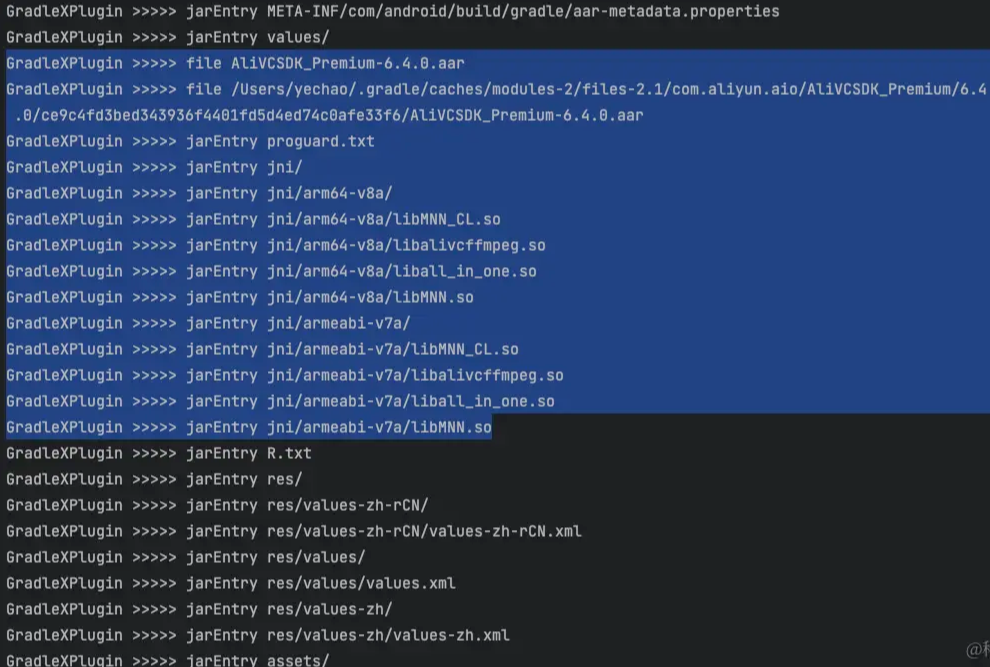 GradleXPlugin >>>>> jarEntry META-INF/com/android/build/gradle/aar-metadata.properties
GradleXPlugin >>>>> jarEntry values/
GradleXPlugin >>>>> file AliVCSDK_Premium-6.4.0.aar
GradleXPlugin >>>>> file /Users/yechao/.gradle/caches/modules-2/files-2.1/com.aliyun.aio/AliVCSDK_Premium/6.4
.0/ce9c4fd3bed343936f4401fd5d4ed74c0afe33f6/AliVCSDK_Premium-6.4.0.aar
GradleXPlugin >>>>> jarEntry proguard.txt
GradleXPlugin >>>>> jarEntry jni/
GradleXPlugin >>>>> jarEntry jni/arm64-v8a/
GradleXPlugin >>>>> jarEntry jni/arm64-v8a/libMNN_CL.so
GradleXPlugin >>>>> jarEntry jni/arm64-v8a/libalivcffmpeg.so
GradleXPlugin >>>>> jarEntry jni/arm64-v8a/liball_in_one.so
GradleXPlugin >>>>> jarEntry jni/arm64-v8a/libMNN.so
GradleXPlugin >>>>> jarEntry jni/armeabi-v7a/
GradleXPlugin >>>>> jarEntry jni/armeabi-v7a/libMNN_CL.so
GradleXPlugin >>>>> jarEntry jni/armeabi-v7a/libalivcffmpeg.so
GradleXPlugin >>>>> jarEntry jni/armeabi-v7a/liball_in_one.so
GradleXPlugin >>>>> jarEntry jni/armeabi-v7a/libMNN.so
GradleXPlugin >>>>> jarEntry R.txt
GradleXPlugin >>>>> jarEntry res/
GradleXPlugin >>>>> jarEntry res/values-zh-rCN/
GradleXPlugin >>>>> jarEntry res/values-zh-rCN/values-zh-rCN.xml
GradleXPlugin >>>>> jarEntry res/values/
GradleXPlugin >>>>> jarEntry res/values/values.xml
GradleXPlugin >>>>> jarEntry res/values-zh/
GradleXPlugin >>>>> jarEntry res/values-zh/values-zh.xml
GradleXPlugin >>>>> jarEntry assets/